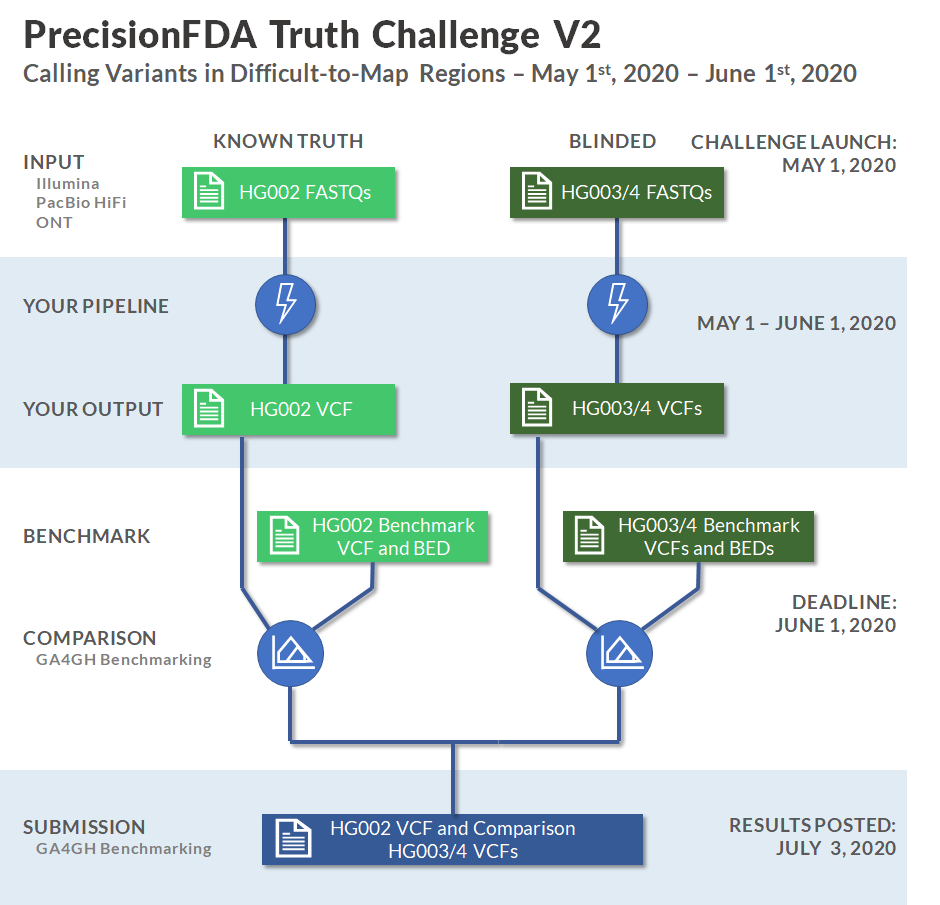 PrecisionFDA Truth Challenge V2
Calling Variants in Difficult-to-Map Regions – May 1st, 2020 – June 1st, 2020
KNOWN TRUTH
BLINDED
CHALLENGE LAUNCH:
MAY 1, 2020
INPUT
Illumina
PacBio HiFi
ONT
HG002 FASTQs
HG003/4 FASTQs
YOUR PIPELINE
MAY 1 – JUNE 1, 2020
YOUR OUTPUT
HG002 VCF
HG003/4 VCFs
BENCHMARK
HG002 Benchmark
VCF and BED
HG003/4 Benchmark
VCFs and BEDs
DEADLINE:
JUNE 1, 2020
COMPARISON
GA4GH Benchmarking
SUBMISSION
GA4GH Benchmarking
HG002 VCF and Comparison
HG003/4 VCFs
RESULTS POSTED:
JULY 3, 2020